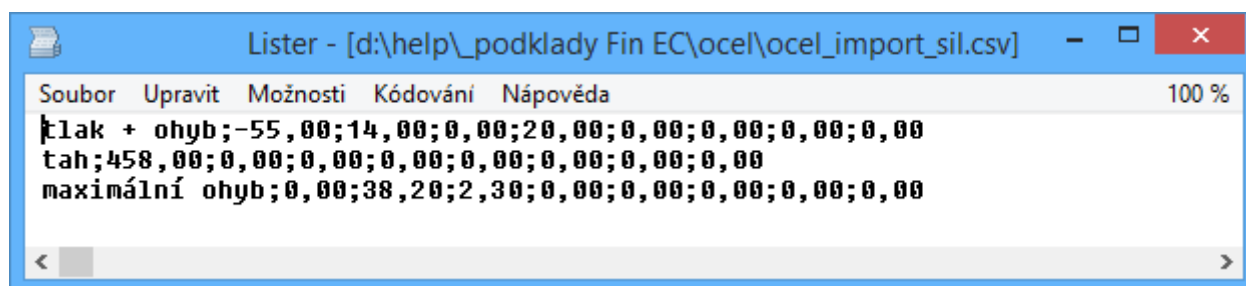 Lister - [d:\help\_podklady Fin EC\ocel\ocel_import_sil.csv]
Soubor Upravit Možnosti Kódování Nápověda 100 %
tlak + ohyb;-55,00;14,00;0,00;20,00;0,00;0,00;0,00;0,00
tah;458,00;0,00;0,00;0,00;0,00;0,00;0,00;0,00
maximální ohyb;0,00;38,20;2,30;0,00;0,00;0,00;0,00;0,00